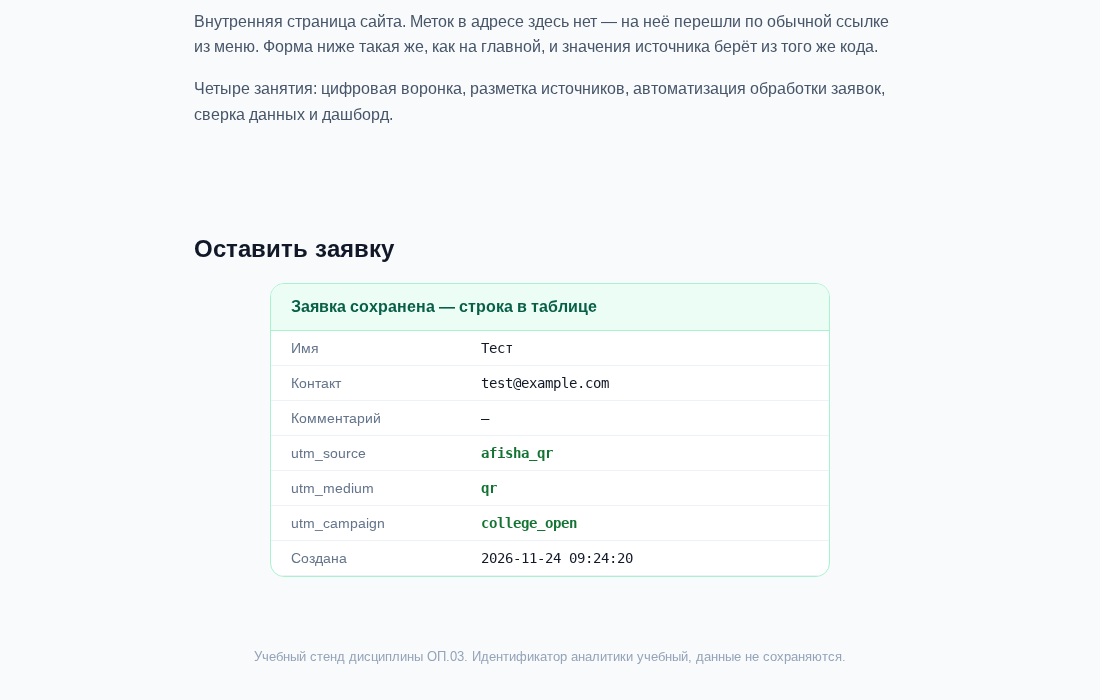 Внутренняя страница сайта. Меток в адресе здесь нет — на неё перешли по обычной ссылке
из меню. Форма ниже такая же, как на главной, и значения источника берёт из того же кода.
Четыре занятия: цифровая воронка, разметка источников, автоматизация обработки заявок,
сверка данных и дашборд.
Оставить заявку
Заявка сохранена — строка в таблице
Имя Тест
Контакт test@example.com
Комментарий —
utm_source afisha_qr
utm_medium qr
utm_campaign college_open
Создана 2026-11-24 09:24:20
Учебный стенд дисциплины ОП.03. Идентификатор аналитики учебный, данные не сохраняются.